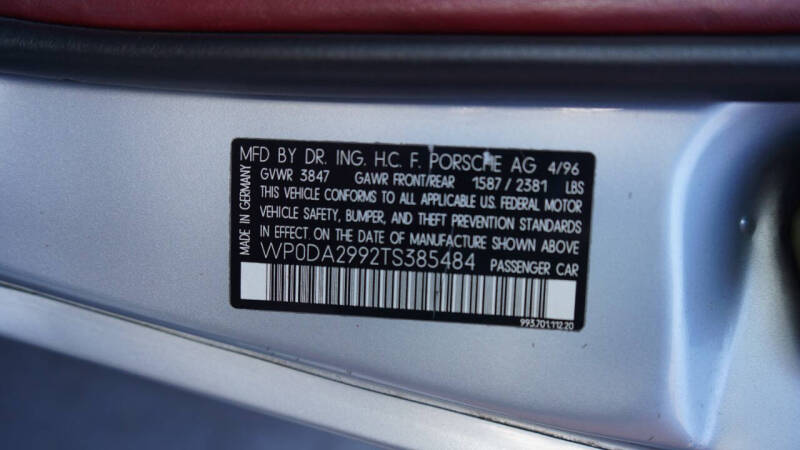 MFD BY DR. ING. H.C. F. PORSCHE AG 4/96
GVWR 3847 GAWR FRONT/REAR 1587 / 2381 LBS
THIS VEHICLE CONFORMS TO ALL APPLICABLE U.S. FEDERAL MOTOR
VEHICLE SAFETY, BUMPER, AND THEFT PREVENTION STANDARDS
IN EFFECT ON THE DATE OF MANUFACTURE SHOWN ABOVE
WP0DA2992TS385484 PASSENGER CAR
993.701.112.20
MADE IN GERMANY